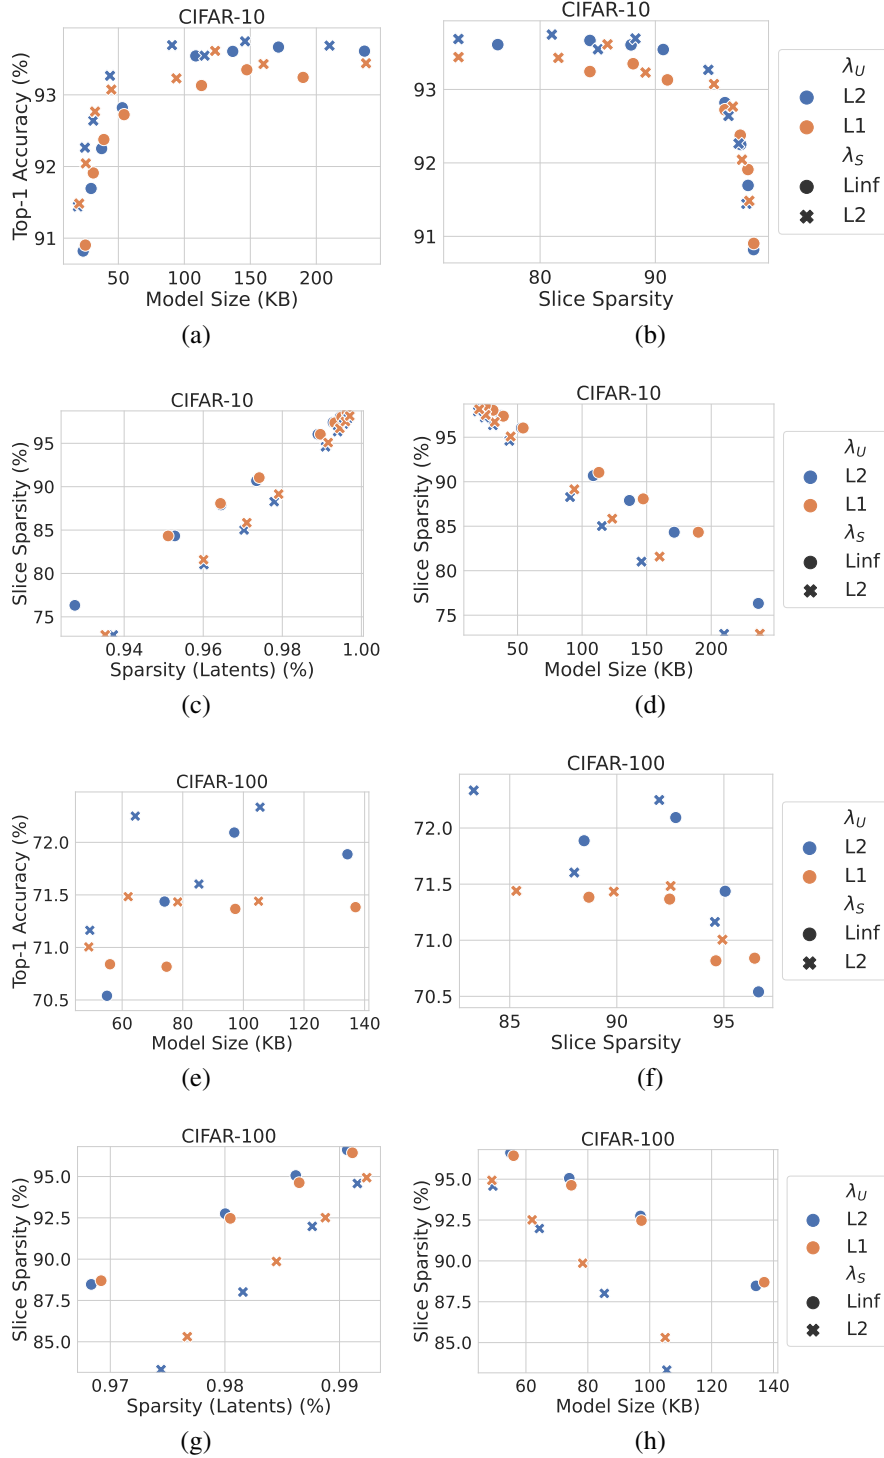 CIFAR-10
Top-1 Accuracy (%)
93
92
91
50 100 150 200
Model Size (KB)
(a)
CIFAR-10
93
92
91
80 90
Slice Sparsity
(b)
λU
L2
L1
λS
Linf
L2
CIFAR-10
Slice Sparsity (%)
95
90
85
80
75
0.94 0.96 0.98 1.00
Sparsity (Latents) (%)
(c)
CIFAR-10
Slice Sparsity (%)
95
90
85
80
75
50 100 150 200
Model Size (KB)
(d)
λU
L2
L1
λS
Linf
L2
CIFAR-100
Top-1 Accuracy (%)
72.0
71.5
71.0
70.5
60 80 100 120 140
Model Size (KB)
(e)
CIFAR-100
72.0
71.5
71.0
70.5
85 90 95
Slice Sparsity
(f)
λU
L2
L1
λS
Linf
L2
CIFAR-100
Slice Sparsity (%)
95.0
92.5
90.0
87.5
85.0
0.97 0.98 0.99
Sparsity (Latents) (%)
(g)
CIFAR-100
Slice Sparsity (%)
95.0
92.5
90.0
87.5
85.0
60 80 100 120 140
Model Size (KB)
(h)
λU
L2
L1
λS
Linf
L2